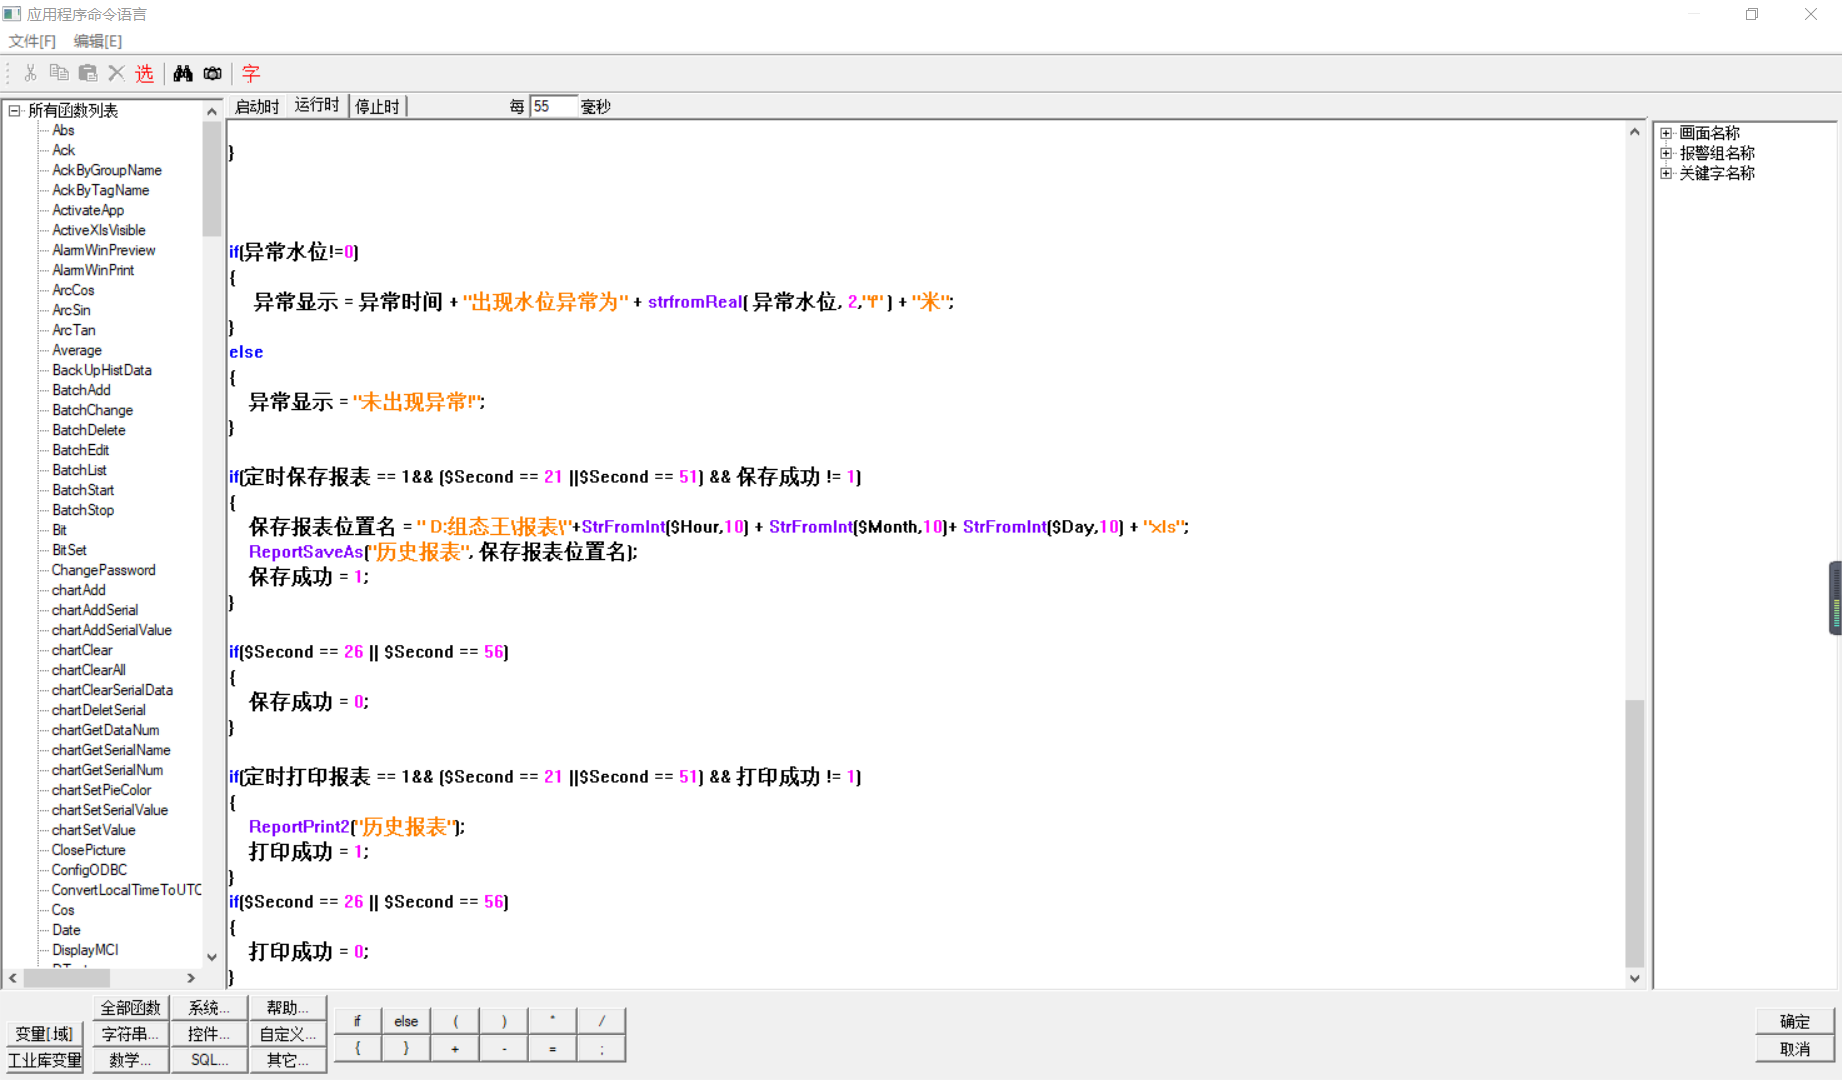 应用程序命令语言
文件[F] 编辑[E]
选 字
所有函数列表
Abs
Ack
AckByGroupName
AckByTagName
ActivateApp
ActiveXlsVisible
AlarmWinPreview
AlarmWinPrint
ArcCos
ArcSin
ArcTan
Average
BackUpHistData
BatchAdd
BatchChange
BatchDelete
BatchEdit
BatchList
BatchStart
BatchStop
Bit
BitSet
ChangePassword
chartAdd
chartAddSerial
chartAddSerialValue
chartClear
chartClearAll
chartClearSerialData
chartDeletSerial
chartGetDataNum
chartGetSerialName
chartGetSerialNum
chartSetPieColor
chartSetSerialValue
chartSetValue
ClosePicture
ConfigODBC
ConvertLocalTimeToUTC
Cos
Date
DisplayMCI
启动时 运行时 停止时 每 55 毫秒
}
if(异常水位!=0)
{
异常显示 = 异常时间 + "出现水位异常为" + strfromReal( 异常水位, 2,"f" ) + "米";
}
else
{
异常显示 = "未出现异常!";
}
if(定时保存报表 == 1&& ($Second == 21 ||$Second == 51) && 保存成功 != 1)
{
保存报表位置名 = " D:组态王\报表\"+StrFromInt($Hour,10) + StrFromInt($Month,10)+ StrFromInt($Day,10) + "xls";
ReportSaveAs("历史报表", 保存报表位置名);
保存成功 = 1;
}
if($Second == 26 || $Second == 56)
{
保存成功 = 0;
}
if(定时打印报表 == 1&& ($Second == 21 ||$Second == 51) && 打印成功 != 1)
{
ReportPrint2("历史报表");
打印成功 = 1;
}
if($Second == 26 || $Second == 56)
{
打印成功 = 0;
}
画面名称
报警组名称
关键字名称
全部函数 系统... 帮助...
变量[.域] 字符串... 控件... 自定义...
工业库变量 数学... SQL... 其它...
if else ( ) * /
{ } + - = ;
确定
取消